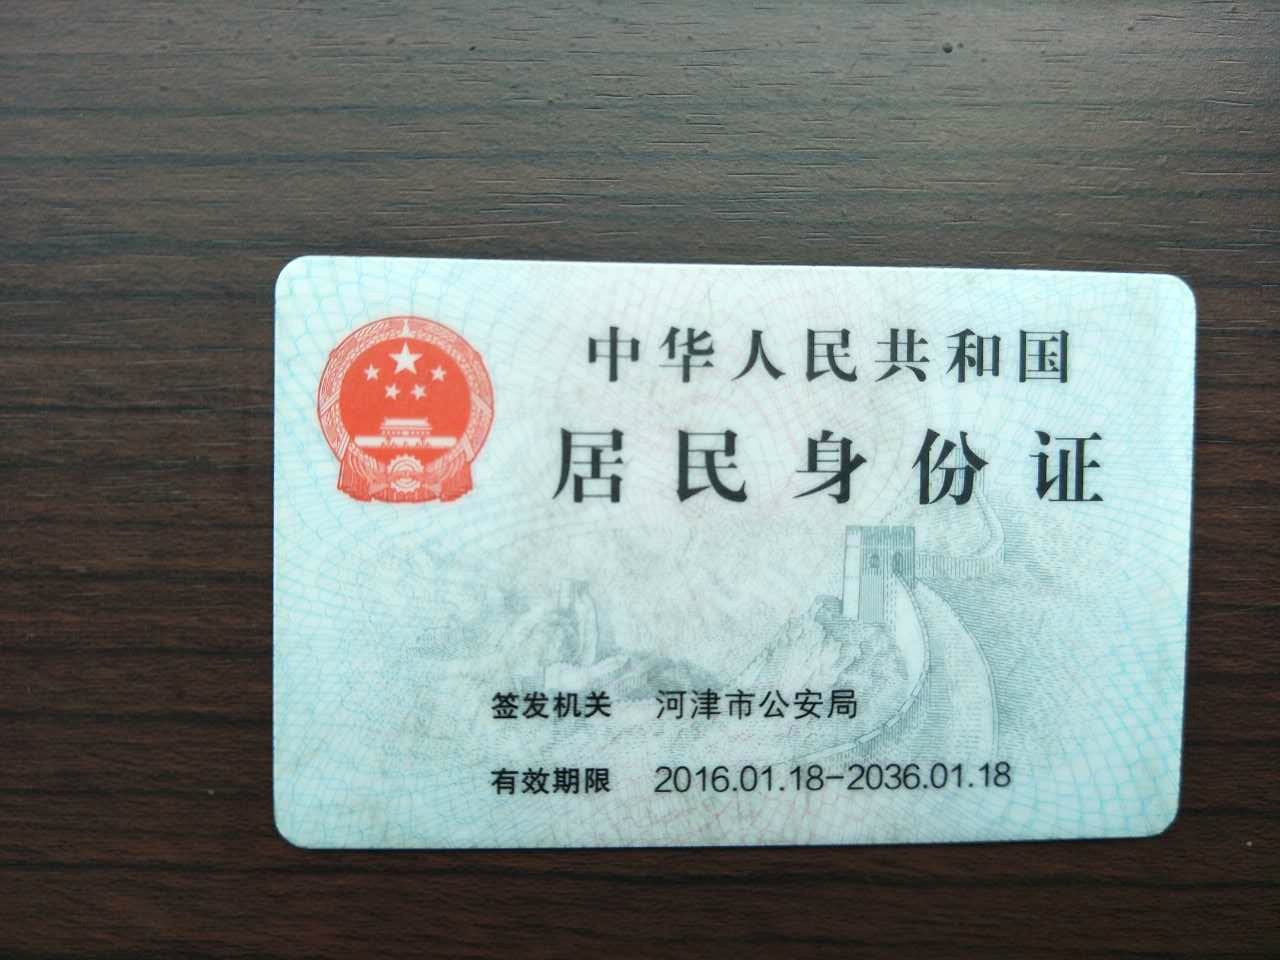 中华人民共和国
居民身份证
签发机关 河津市公安局
有效期限 2016.01.18-2036.01.18